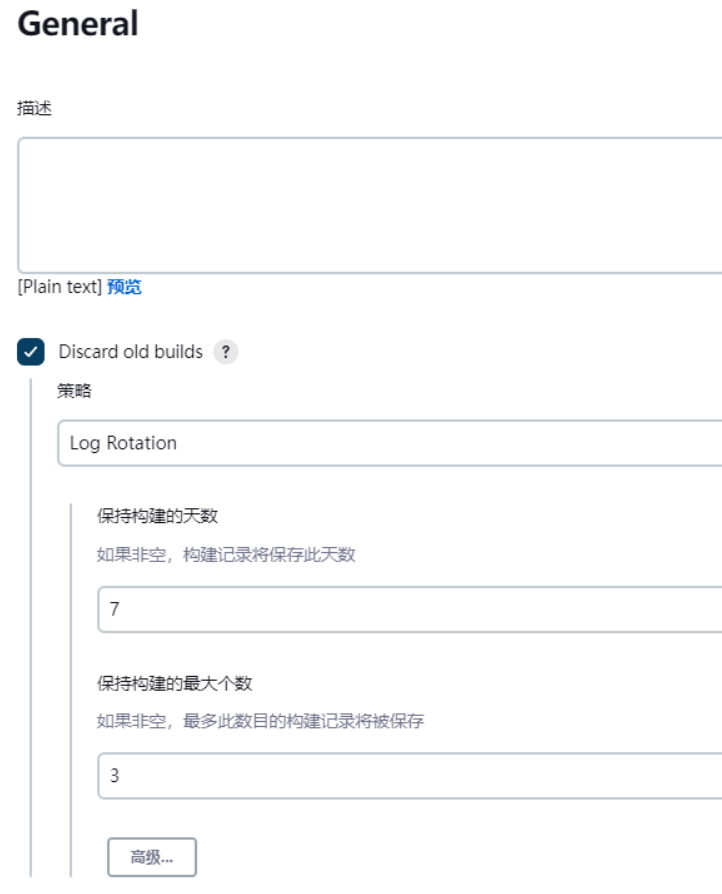 General
描述
[Plain text] 预览
Discard old builds ?
策略
Log Rotation
保持构建的天数
如果非空，构建记录将保存此天数
7
保持构建的最大个数
如果非空，最多此数目的构建记录将被保存
3
高级...